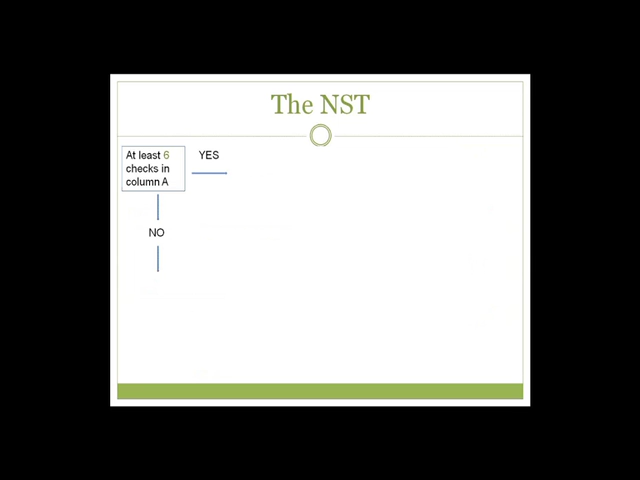 The NST
At least 6
checks in
column A
YES
NO